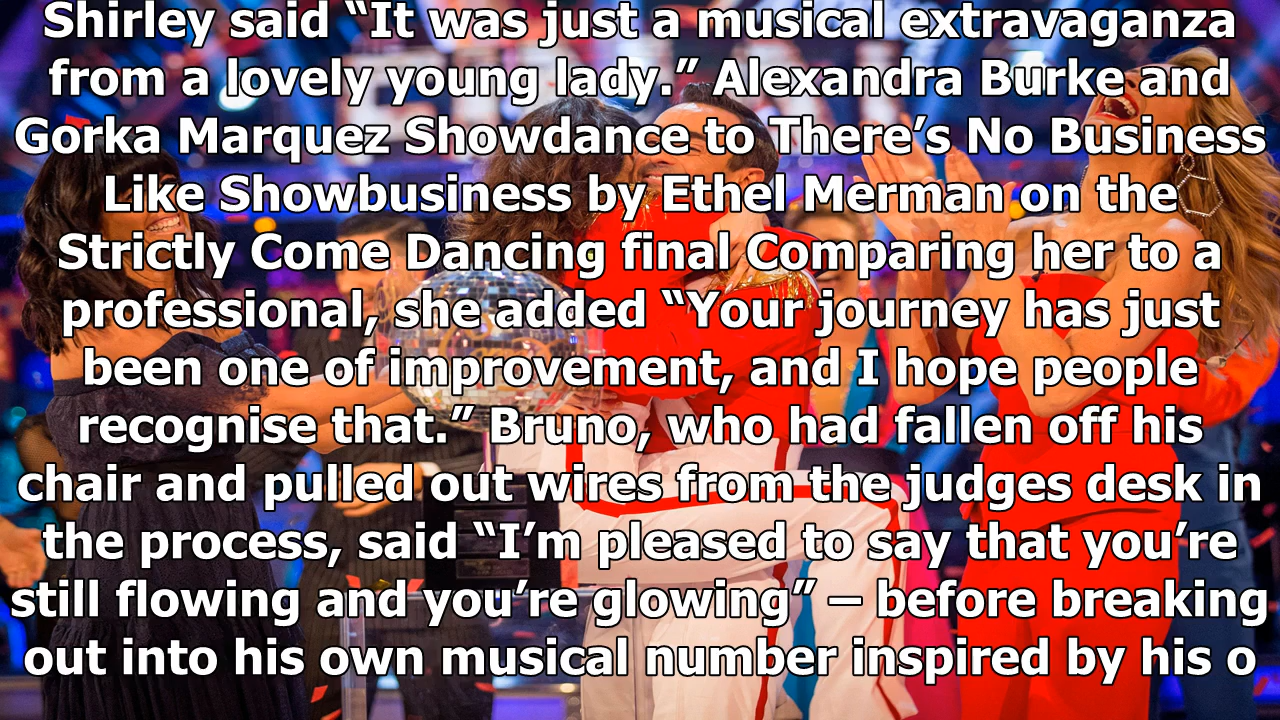 Shirley said “It was just a musical extravaganza
from a lovely young lady.” Alexandra Burke and
Gorka Marquez Showdance to There’s No Business
Like Showbusiness by Ethel Merman on the
Strictly Come Dancing final Comparing her to a
professional, she added “Your journey has just
been one of improvement, and I hope people
recognise that.” Bruno, who had fallen off his
chair and pulled out wires from the judges desk in
the process, said “I’m pleased to say that you’re
still flowing and you’re glowing” – before breaking
out into his own musical number inspired by his o